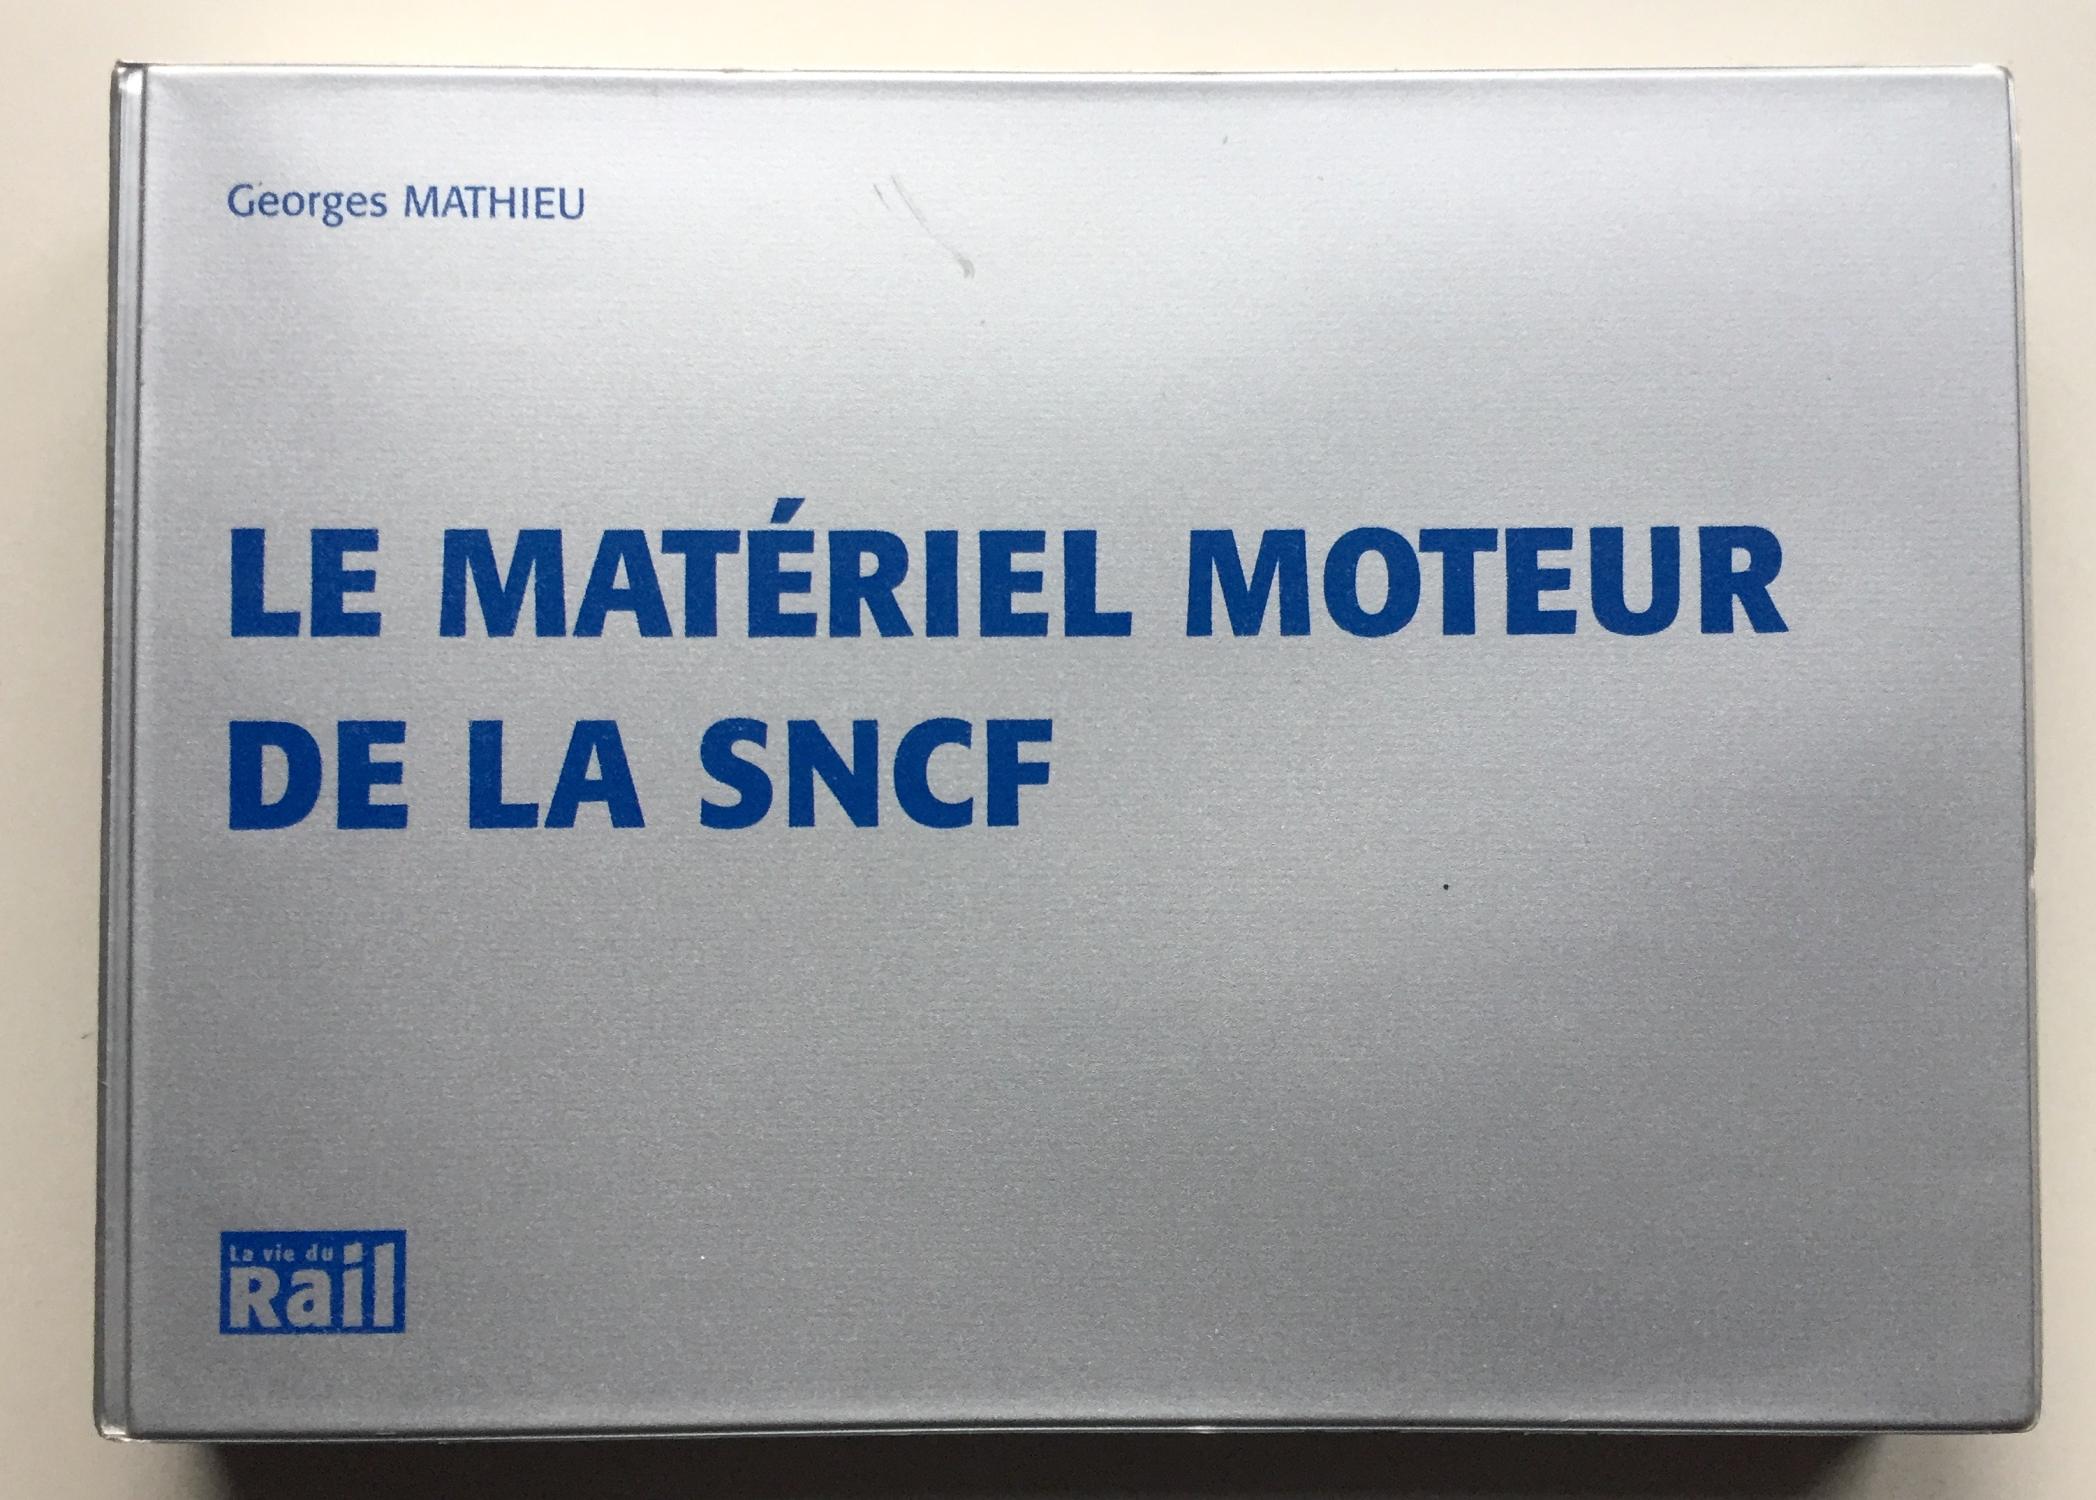 Georges MATHIEU
LE MATÉRIEL MOTEUR
DE LA SNCF
La vie du
Rail